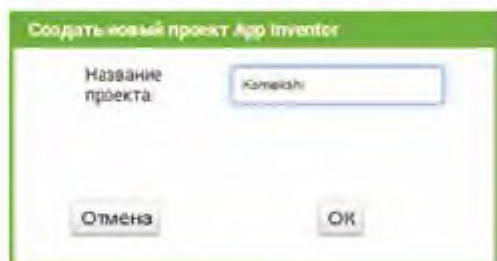 Создать новый проект App Inventor
Название
проекта
Отмена
OK